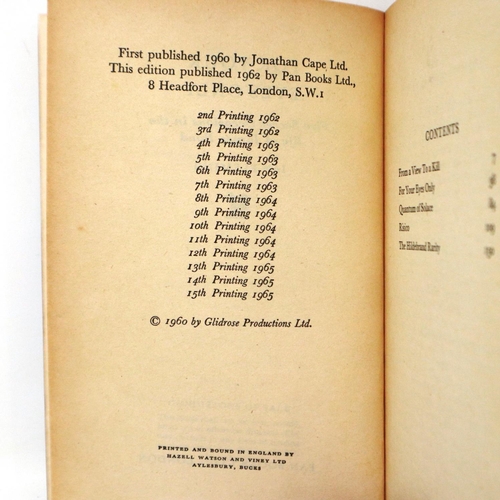 First published 1960 by Jonathan Cape Ltd.
This edition published 1962 by Pan Books Ltd.,
8 Headfort Place, London, S.W.1
2nd Printing 1962
3rd Printing 1962
4th Printing 1963
5th Printing 1963
6th Printing 1963
7th Printing 1963
8th Printing 1964
9th Printing 1964
10th Printing 1964
11th Printing 1964
12th Printing 1964
13th Printing 1965
14th Printing 1965
15th Printing 1965
© 1960 by Glidrose Productions Ltd.
PRINTED AND BOUND IN ENGLAND BY
HAZELL WATSON AND VINEY LTD
AYLESBURY, BUCKS
CONTENTS
From a View To a Kill
For Your Eyes Only
Quantum of Solace
Risico
The Hildebrand Rarity